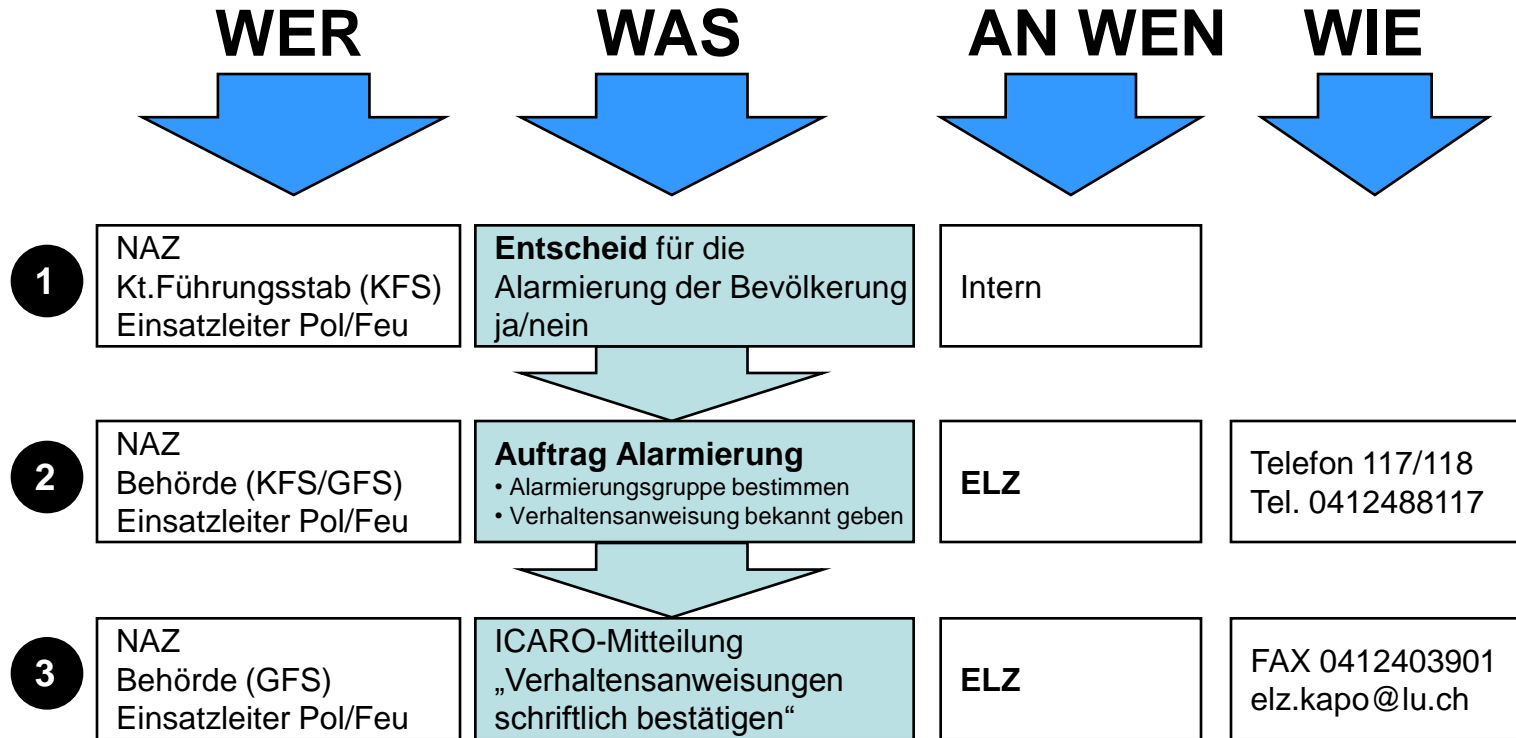 WER
WAS
AN WEN
WIE
1
NAZ
Kt.Führungsstab (KFS)
Einsatzleiter Pol/Feu
Entscheid für die
Alarmierung der Bevölkerung
ja/nein
Intern
2
NAZ
Behörde (KFS/GFS)
Einsatzleiter Pol/Feu
Auftrag Alarmierung
• Alarmierungsgruppe bestimmen
• Verhaltensanweisung bekannt geben
ELZ
Telefon 117/118
Tel. 0412488117
3
NAZ
Behörde (GFS)
Einsatzleiter Pol/Feu
ICARO-Mitteilung
„Verhaltensanweisungen
schriftlich bestätigen“
ELZ
FAX 0412403901
elz.kapo@lu.ch